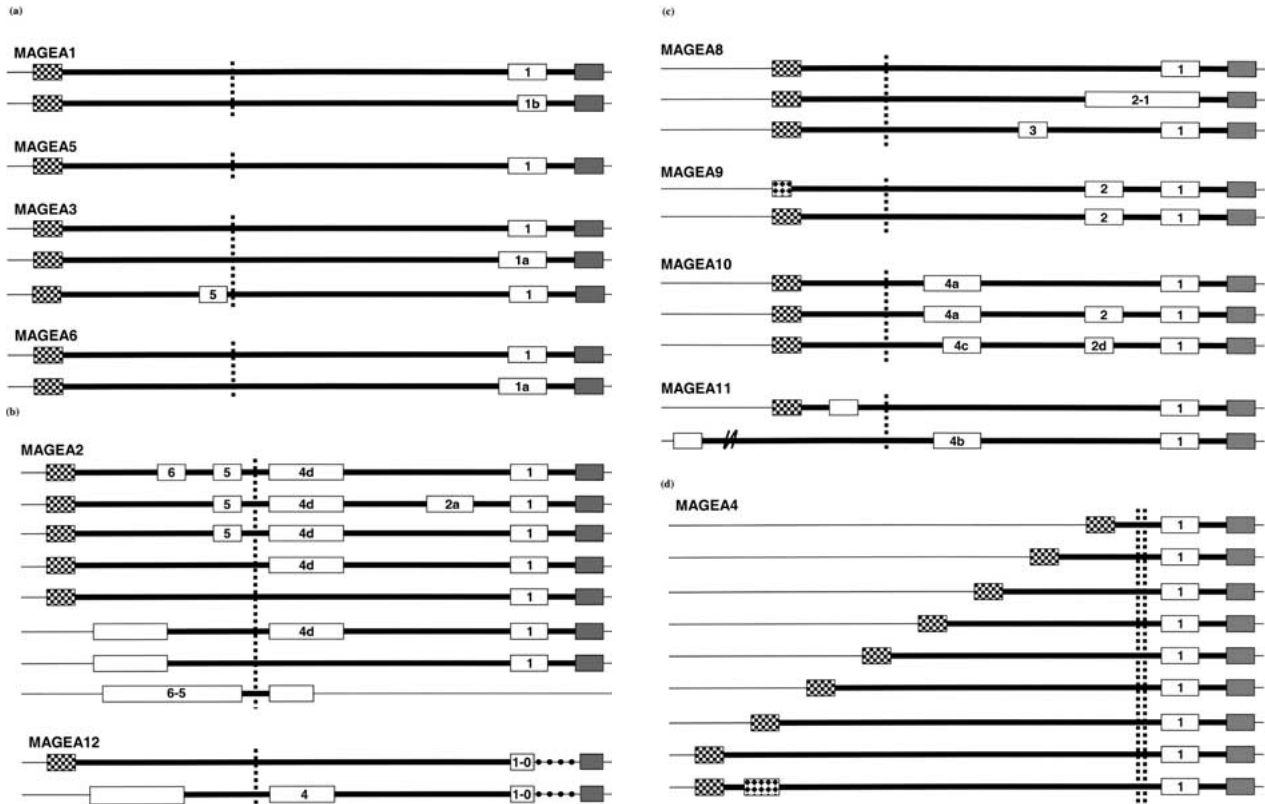 (a)
MAGEA1
1
1b
MAGEA5
1
MAGEA3
1
1a
5 1
MAGEA6
1
1a
(b)
MAGEA2
6 5 4d 1
5 4d 2a 1
5 4d 1
4d 1
1
4d 1
1
6-5
MAGEA12
1-0
4 1-0
(c)
MAGEA8
1
2-1
3 1
MAGEA9
2 1
2 1
MAGEA10
4a 1
4a 2 1
4c 2d 1
MAGEA11
1
4b 1
(d)
MAGEA4
1
1
1
1
1
1
1
1
1